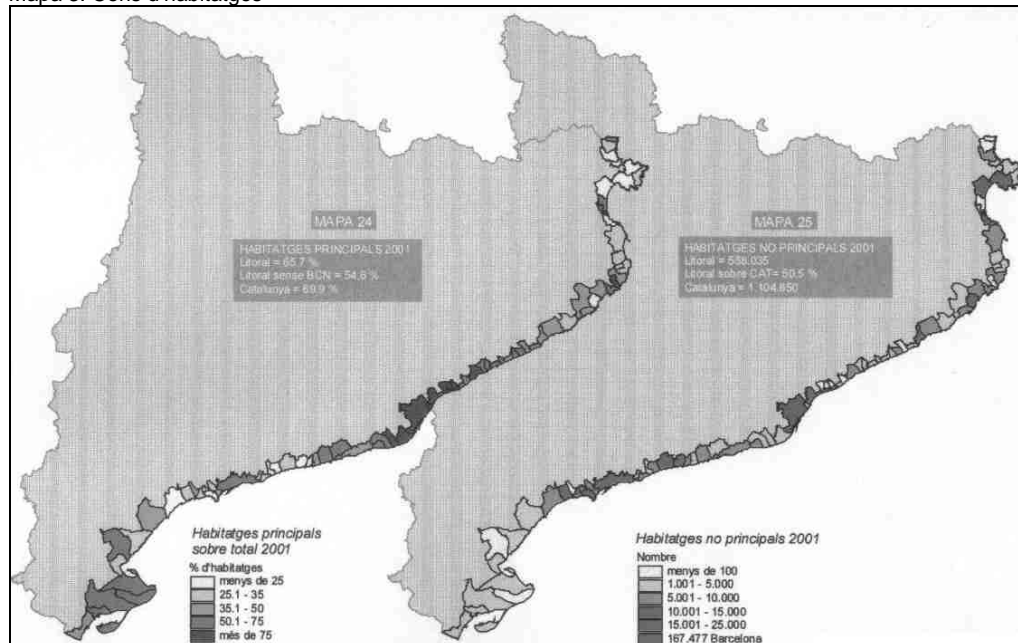 Mapa 3. Cens d'habitatges
MAPA 24
HABITATGES PRINCIPALS 2001
Litoral = 65.7 %
Litoral sense BCN = 54,8 %
Catalunya = 69,9 %
MAPA 25
HABITATGES NO PRINCIPALS 2001
Litoral = 558.035
Litoral sobre CAT= 50,5 %
Catalunya = 1.104.850
Habitatges principals
sobre total 2001
% d'habitatges
menys de 25
25.1 - 35
35.1 - 50
50.1 - 75
més de 75
Habitatges no principals 2001
Nombre
menys de 100
1.001 - 5.000
5.001 - 10.000
10.001 - 15.000
15.001 - 25.000
167.477 Barcelona